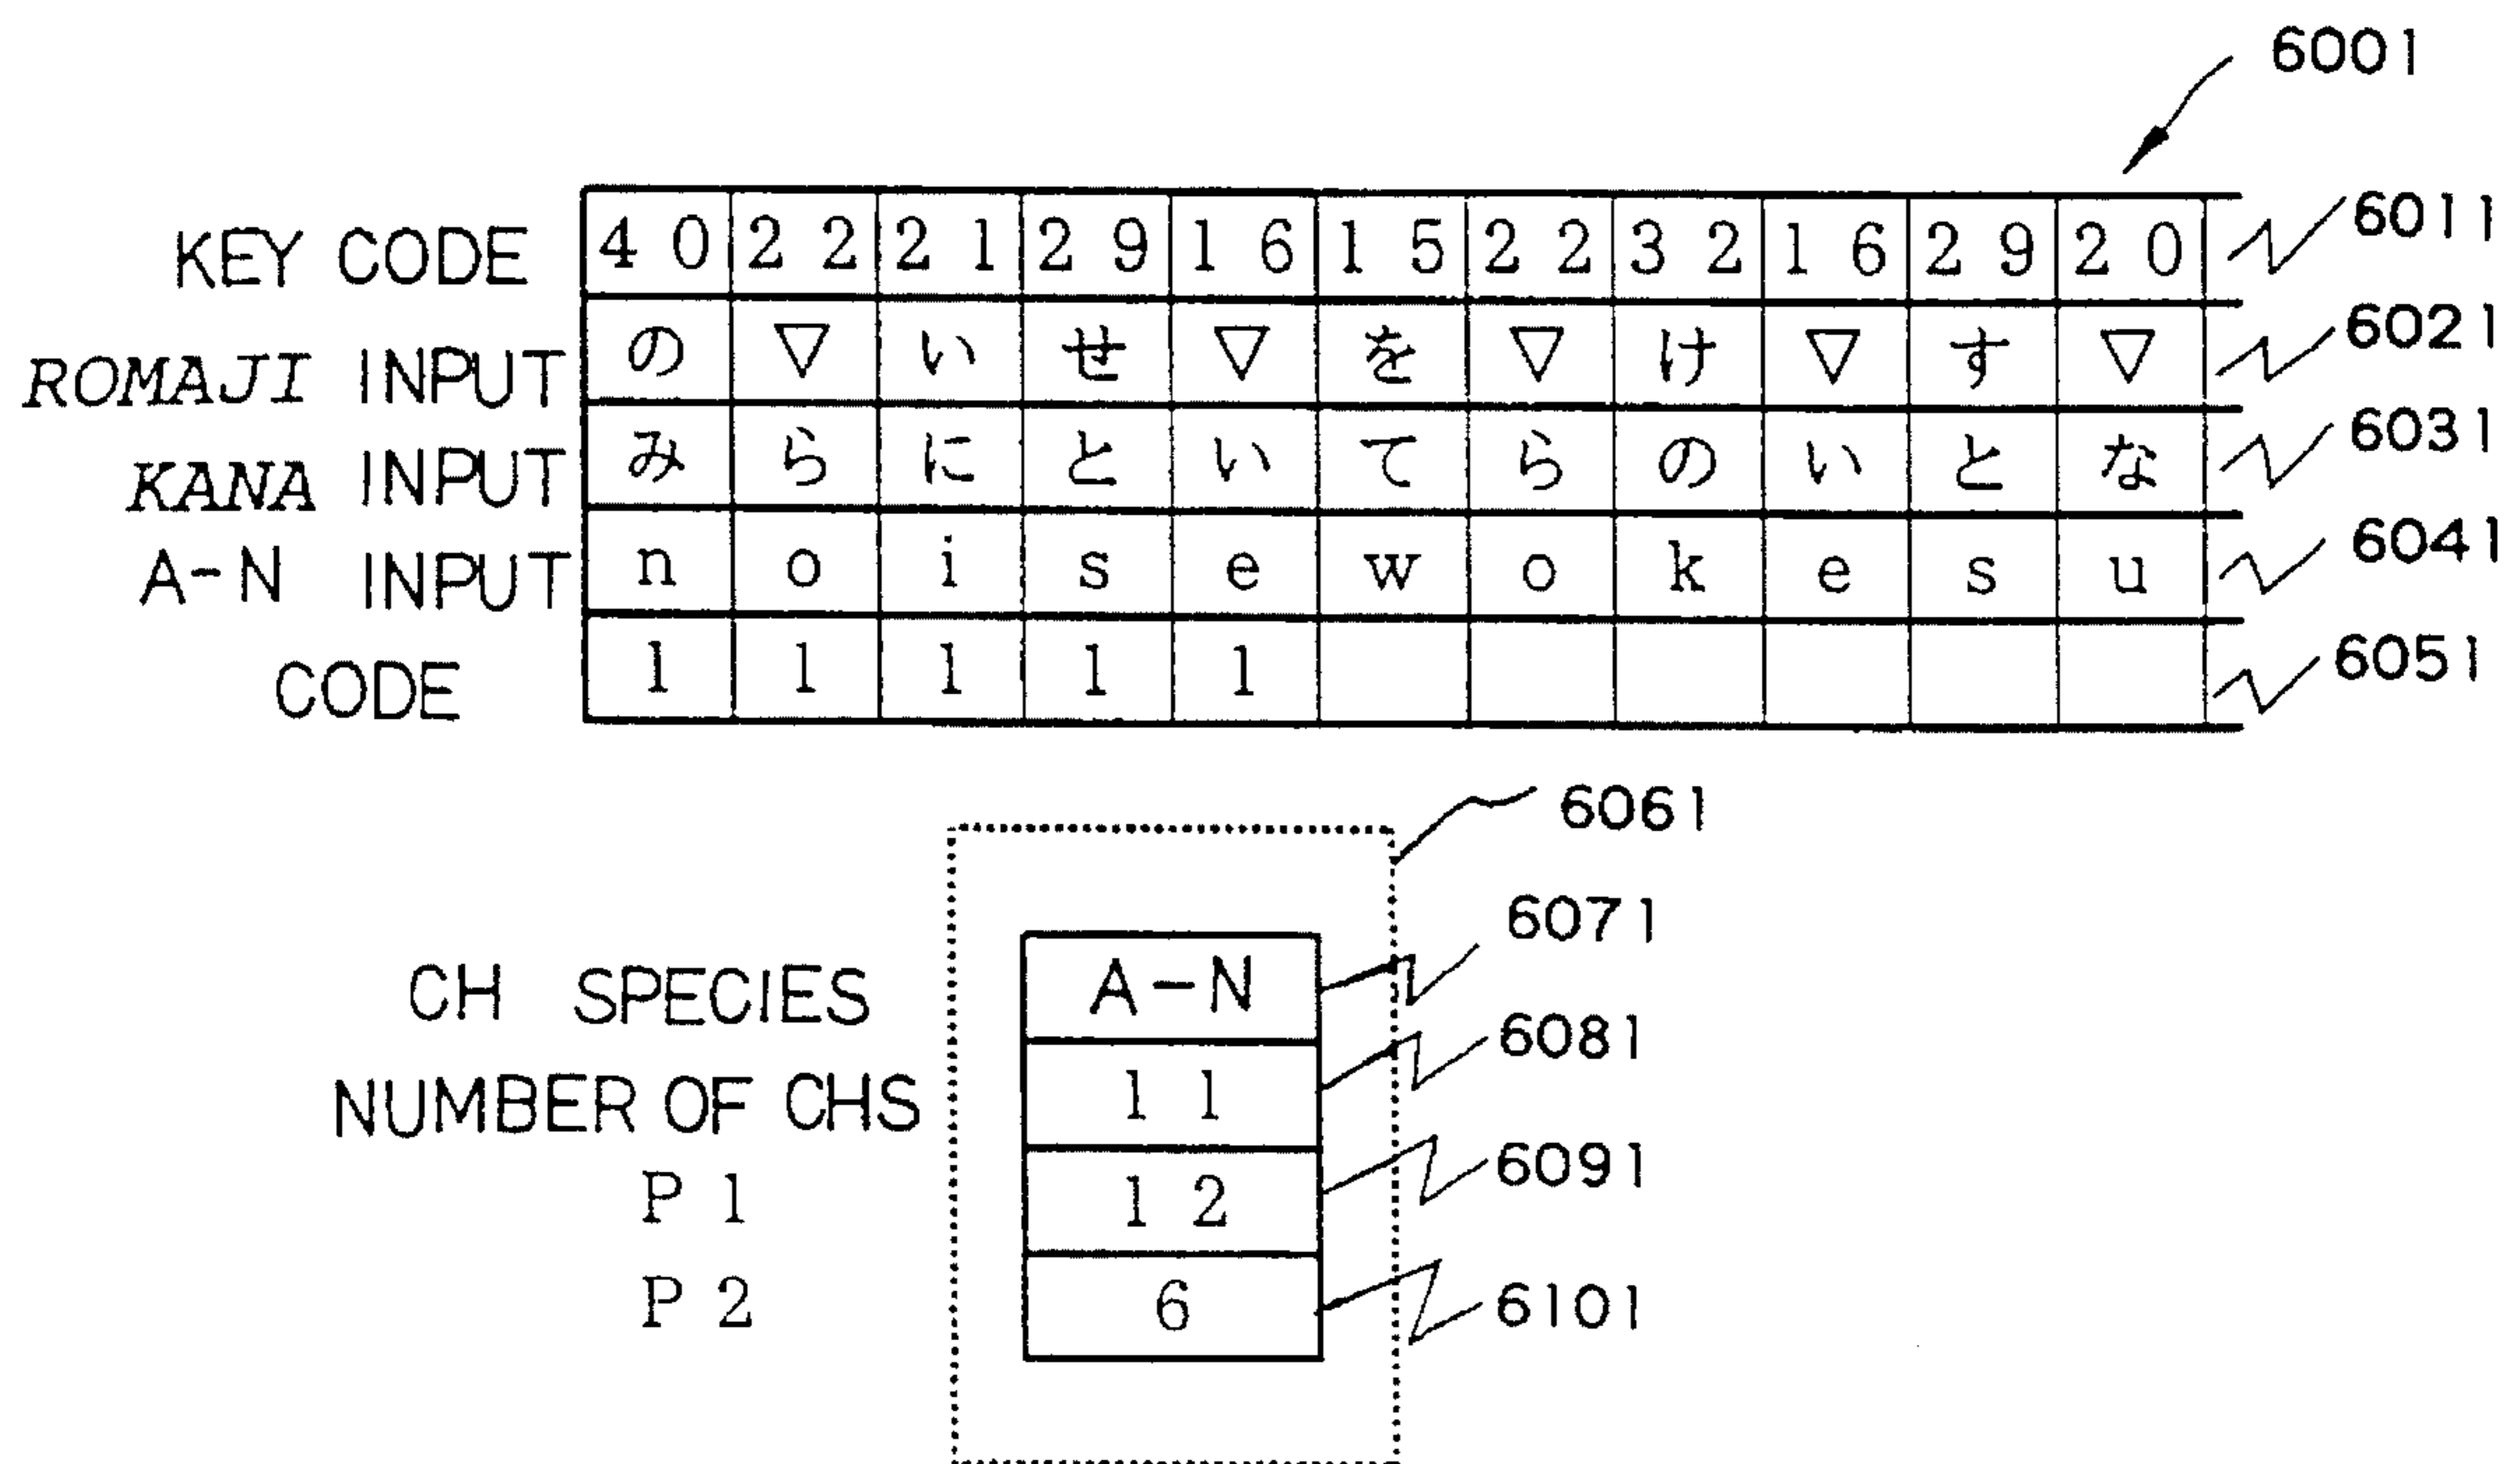 6001
KEY CODE 40 22 21 29 16 15 22 32 16 29 20 6011
ROMAJI INPUT の ▽ い せ ▽ を ▽ け ▽ す ▽ 6021
KANA INPUT み ら に と い て ら の い と な 6031
A-N INPUT n o i s e w o k e s u 6041
CODE 1 1 1 1 1 6051
6061
6071
CH SPECIES A-N
6081
NUMBER OF CHS 11
6091
P1 12
P2 6 6101